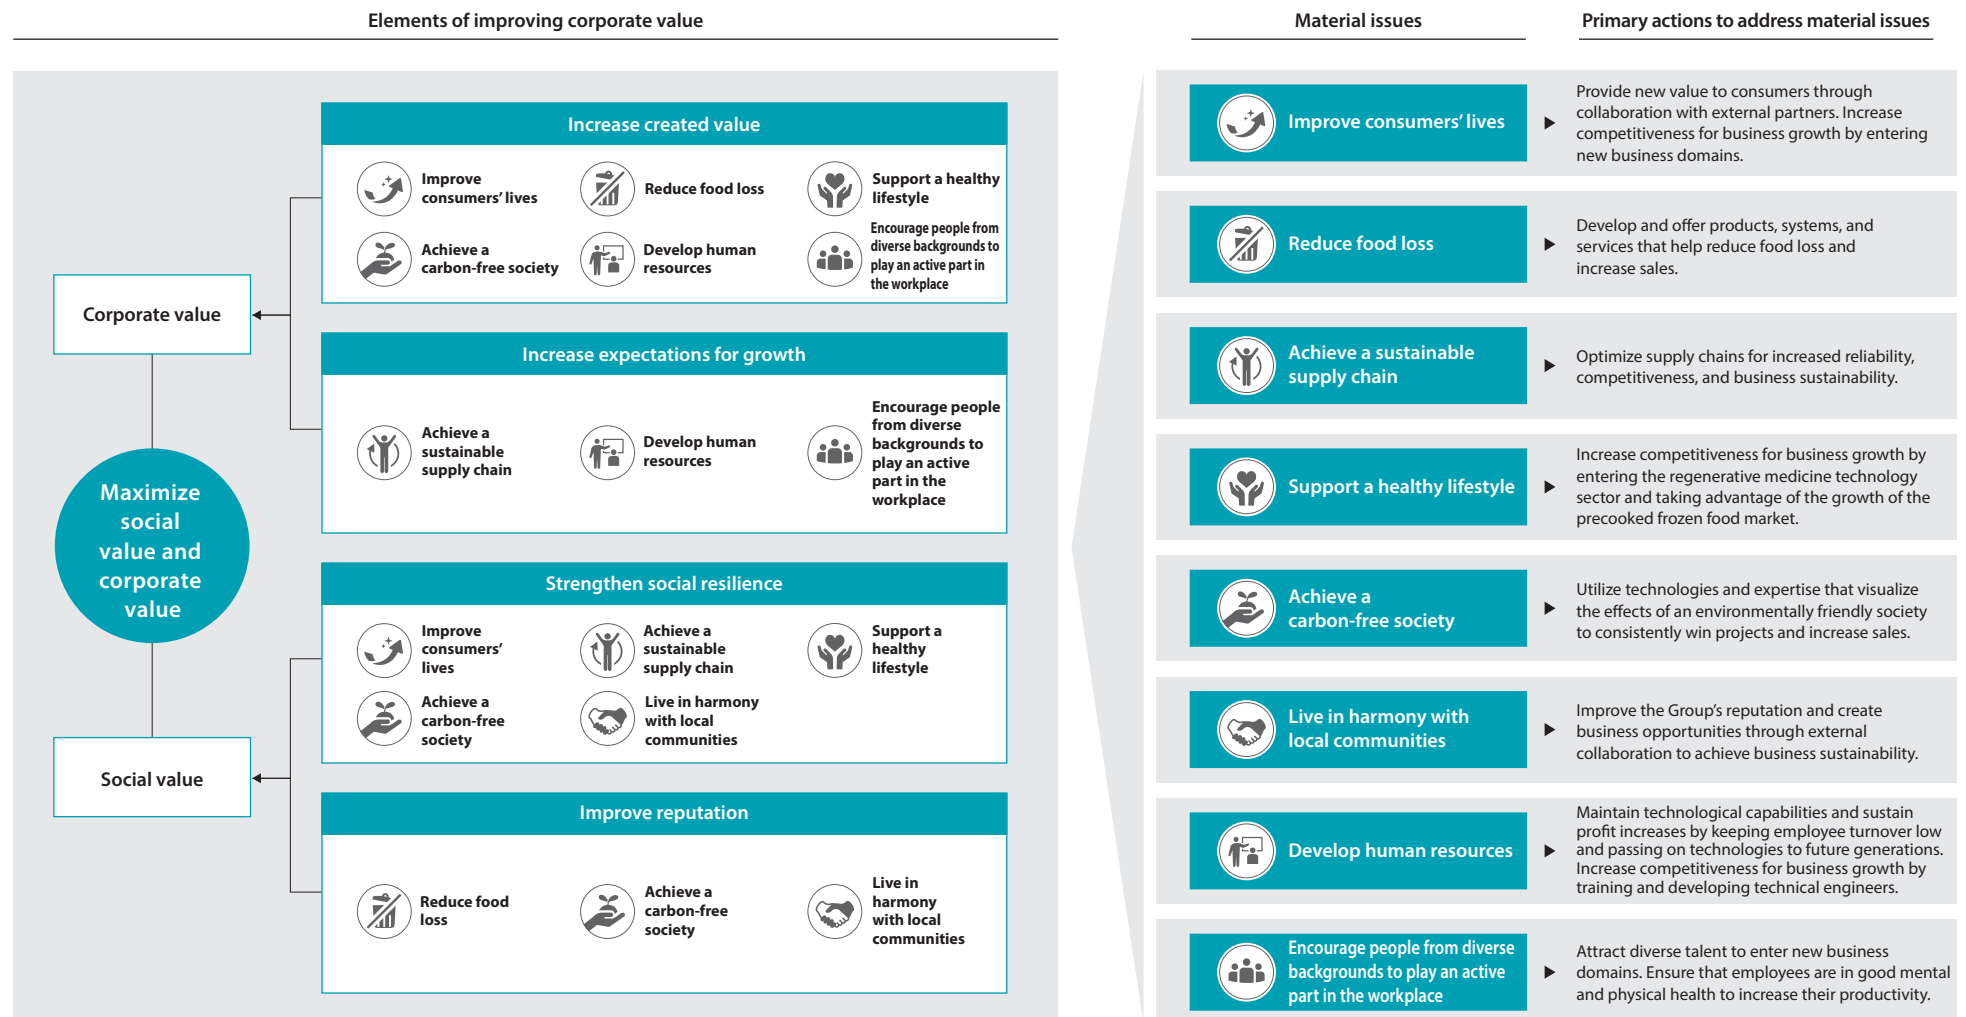 Elements of improving corporate value
Material issues
Primary actions to address material issues
Maximize
social
value and
corporate
value
Corporate value
Social value
Increase created value
Improve
consumers' lives
Reduce food loss
Support a healthy
lifestyle
Achieve a
carbon-free society
Develop human
resources
Encourage people from
diverse backgrounds to
play an active part in
the workplace
Increase expectations for growth
Achieve a
sustainable
supply chain
Develop human
resources
Encourage people
from diverse
backgrounds to
play an active
part in the
workplace
Strengthen social resilience
Improve
consumers'
lives
Achieve a
sustainable
supply chain
Support a
healthy
lifestyle
Achieve a
carbon-free
society
Live in harmony
with local
communities
Improve reputation
Reduce food
loss
Achieve a
carbon-free
society
Live in
harmony
with local
communities
Improve consumers' lives
Provide new value to consumers through
collaboration with external partners. Increase
competitiveness for business growth by entering
new business domains.
Reduce food loss
Develop and offer products, systems, and
services that help reduce food loss and
increase sales.
Achieve a sustainable
supply chain
Optimize supply chains for increased reliability,
competitiveness, and business sustainability.
Support a healthy lifestyle
Increase competitiveness for business growth by
entering the regenerative medicine technology
sector and taking advantage of the growth of the
precooked frozen food market.
Achieve a
carbon-free society
Utilize technologies and expertise that visualize
the effects of an environmentally friendly society
to consistently win projects and increase sales.
Live in harmony with
local communities
Improve the Group's reputation and create
business opportunities through external
collaboration to achieve business sustainability.
Develop human resources
Maintain technological capabilities and sustain
profit increases by keeping employee turnover low
and passing on technologies to future generations.
Increase competitiveness for business growth by
training and developing technical engineers.
Encourage people from diverse
backgrounds to play an active
part in the workplace
Attract diverse talent to enter new business
domains. Ensure that employees are in good mental
and physical health to increase their productivity.